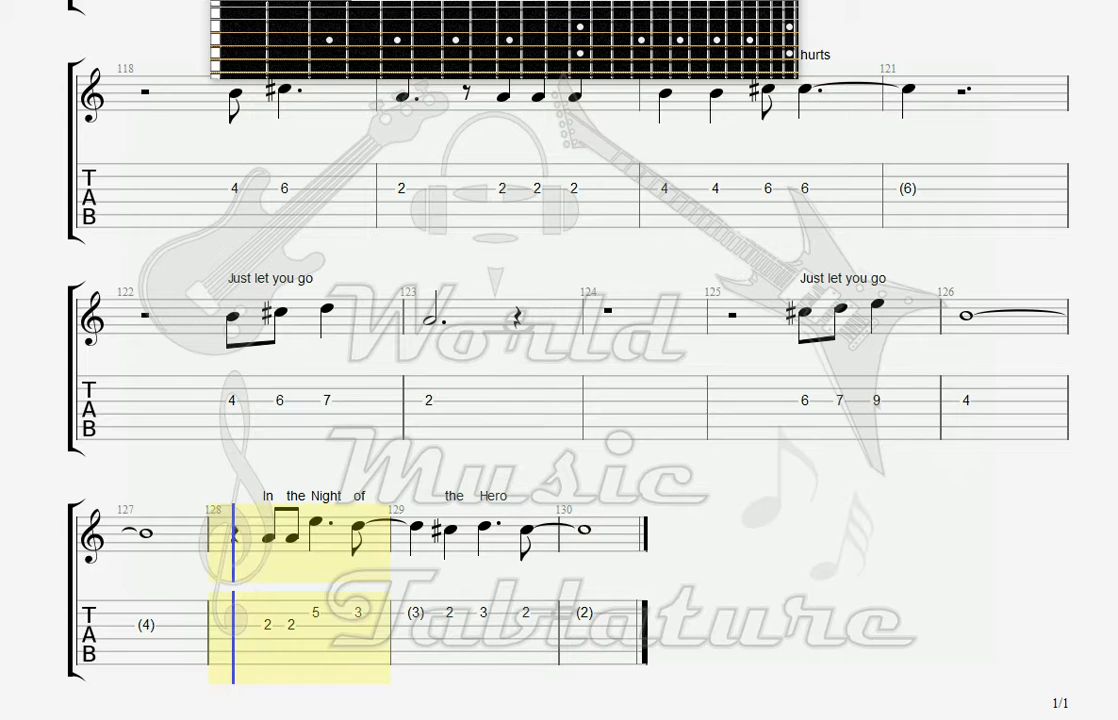 hurts
118 121
T 4 6 2 2 2 2 4 4 6 6 (6)
A
B
Just let you go Just let you go
122 123 124 125 126
T
A 4 6 7 2 6 7 9 4
B
In the Night of the Hero
127 128 129 130
T 5 3 (3) 2 3 2 (2)
A (4) 2 2
B
World
Music
Tablature
1/1